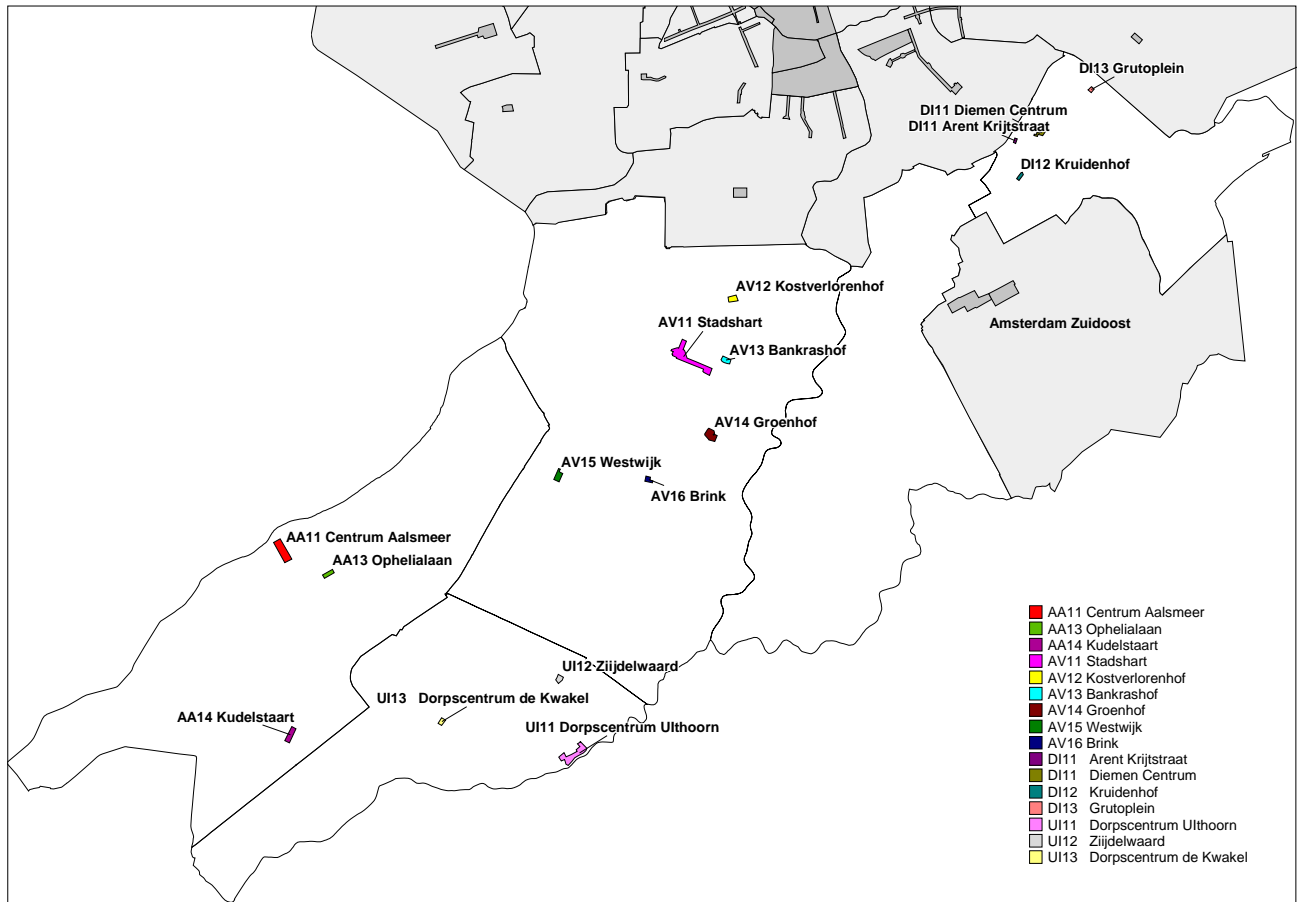 DI13 Grutoplein
DI11 Diemen Centrum
DI11 Arent Krijtstraat
DI12 Kruidenhof
AV12 Kostverlorenhof
AV11 Stadshart
Amsterdam Zuidoost
AV13 Bankrashof
AV14 Groenhof
AV15 Westwijk
AV16 Brink
AA11 Centrum Aalsmeer
AA13 Ophelialaan
UI12 Ziijdelwaard
UI13 Dorpscentrum de Kwakel
AA14 Kudelstaart
UI11 Dorpscentrum UIthoorn
AA11 Centrum Aalsmeer
AA13 Ophelialaan
AA14 Kudelstaart
AV11 Stadshart
AV12 Kostverlorenhof
AV13 Bankrashof
AV14 Groenhof
AV15 Westwijk
AV16 Brink
DI11 Arent Krijtstraat
DI11 Diemen Centrum
DI12 Kruidenhof
DI13 Grutoplein
UI11 Dorpscentrum UIthoorn
UI12 Ziijdelwaard
UI13 Dorpscentrum de Kwakel